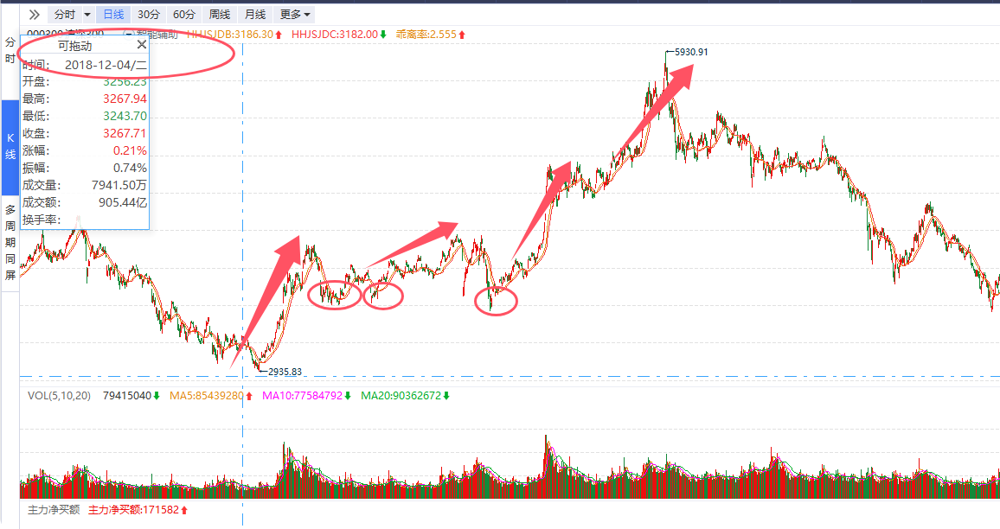 分时 日线 30分 60分 周线 月线 更多
HHJSJDB:3186.30 HHJSJDC:3182.00 乖离率:2.555
可拖动
时间: 2018-12-04/二
开盘: 3256.23
最高: 3267.94
最低: 3243.70
收盘: 3267.71
涨幅: 0.21%
振幅: 0.74%
成交量: 7941.50万
成交额: 905.44亿
换手率:
分时
K线
多周期同屏
5930.91
2935.83
VOL(5,10,20) 79415040 MA5:85439280 MA10:77584792 MA20:90362672
主力净买额 主力净买额:171582